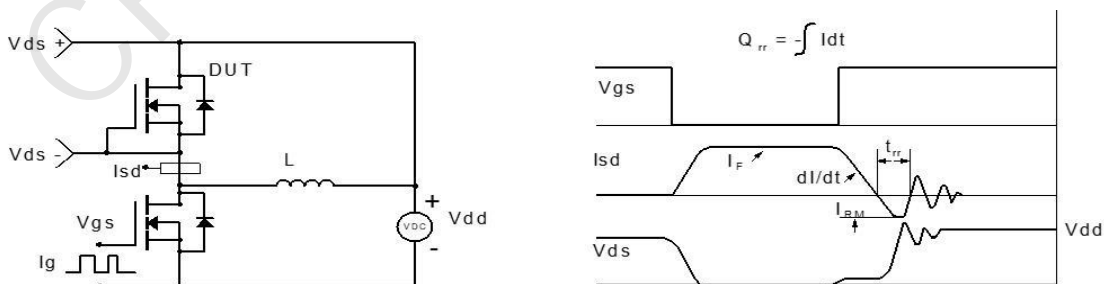 Vds +
DUT
Vds -
Isd
L
Vgs
Ig
+
VDC
-
Vdd
Q rr = -∫ Idt
Vgs
Isd
I F
dI/dt
t rr
I RM
Vds
Vdd